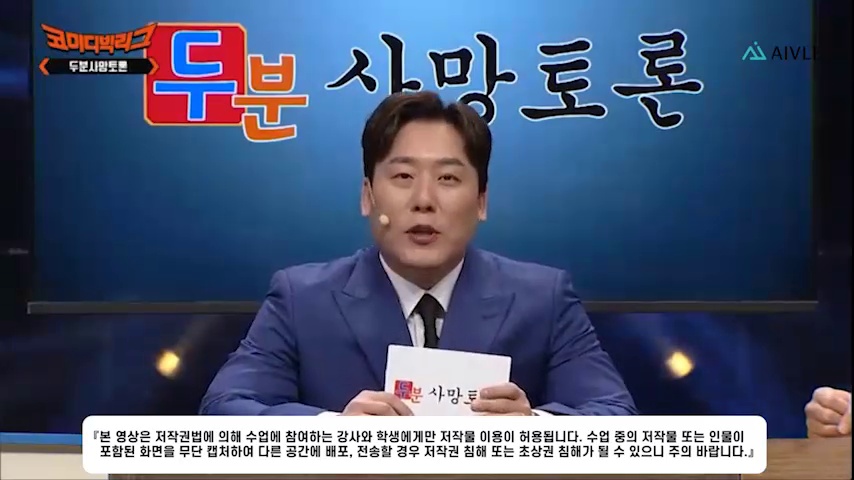 코미디빅리그
두분사망토론
두분 사망토론
AIVLE
두분 사망토
『본 영상은 저작권법에 의해 수업에 참여하는 강사와 학생에게만 저작물 이용이 허용됩니다. 수업 중의 저작물 또는 인물이
포함된 화면을 무단 캡처하여 다른 공간에 배포, 전송할 경우 저작권 침해 또는 초상권 침해가 될 수 있으니 주의 바랍니다.』